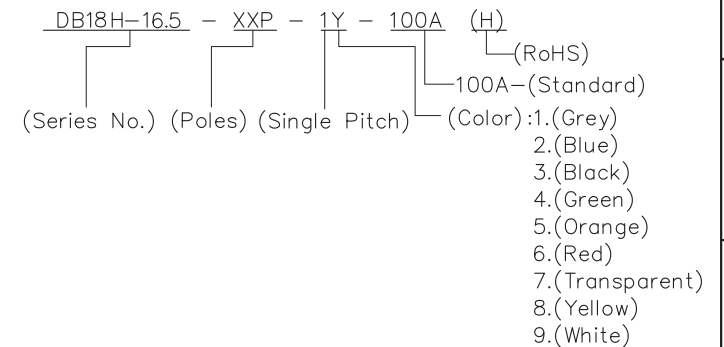 DB18H-16.5 - XXP - 1Y - 100A (H)
(RoHS)
100A-(Standard)
(Series No.) (Poles) (Single Pitch) (Color):1.(Grey)
2.(Blue)
3.(Black)
4.(Green)
5.(Orange)
6.(Red)
7.(Transparent)
8.(Yellow)
9.(White)